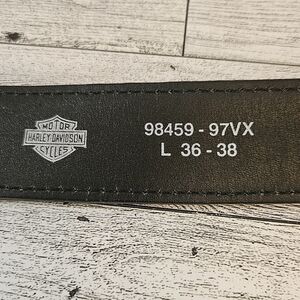 MOTOR
HARLEY-DAVIDSON
CYCLES
98459 - 97VX
L 36 - 38